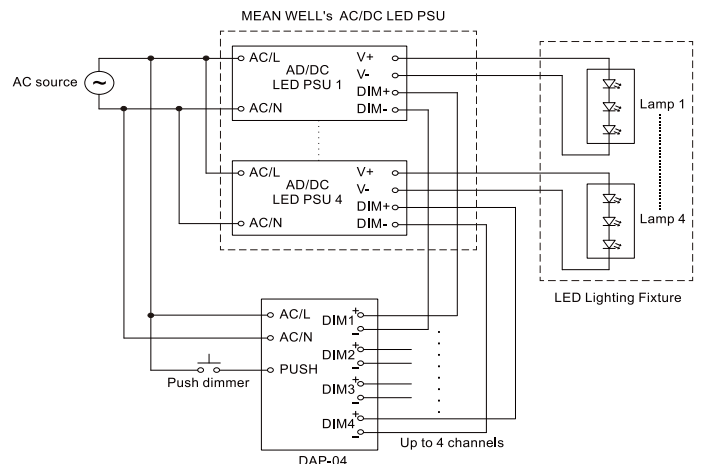 MEAN WELL's AC/DC LED PSU
AC source
~
AC/L
AC/N
AD/DC
LED PSU 1
V+
V-
DIM+
DIM-
Lamp 1
AC/L
AC/N
AD/DC
LED PSU 4
V+
V-
DIM+
DIM-
Lamp 4
LED Lighting Fixture
AC/L
AC/N
PUSH
Push dimmer
DIM1
+
-
DIM2
+
-
DIM3
+
-
DIM4
+
-
Up to 4 channels
DAP-04